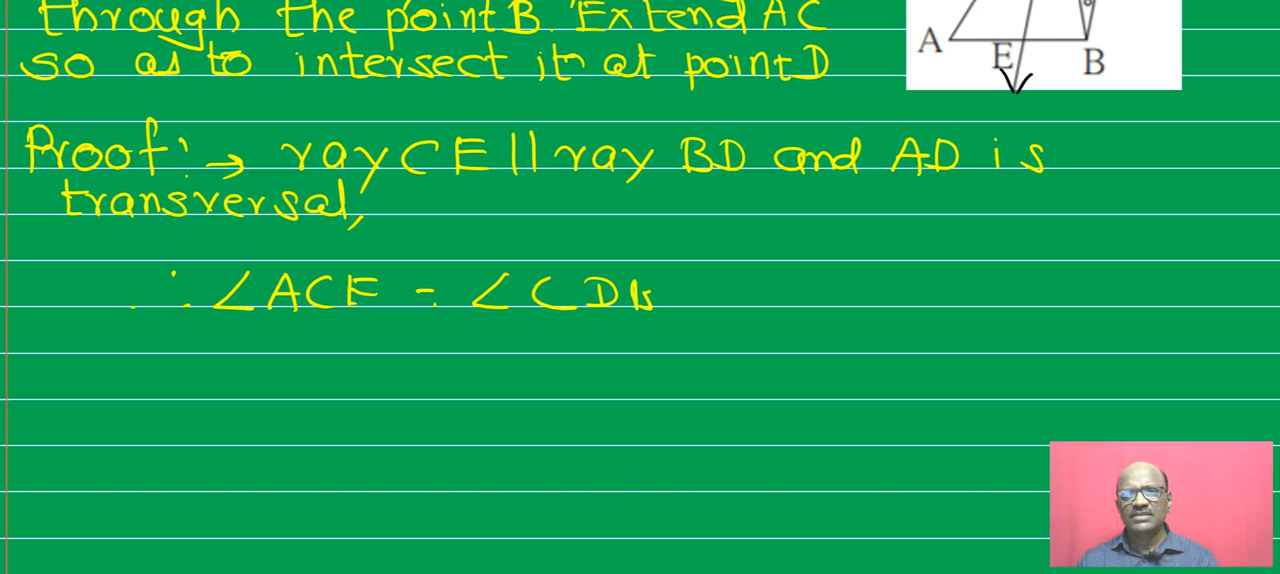 through the point B. Extend AC
so as to intersect it at point D
A
E
B
Proof:→ ray CE || ray BD and AD is
transversal,
∴ ∠ACE = ∠CDB